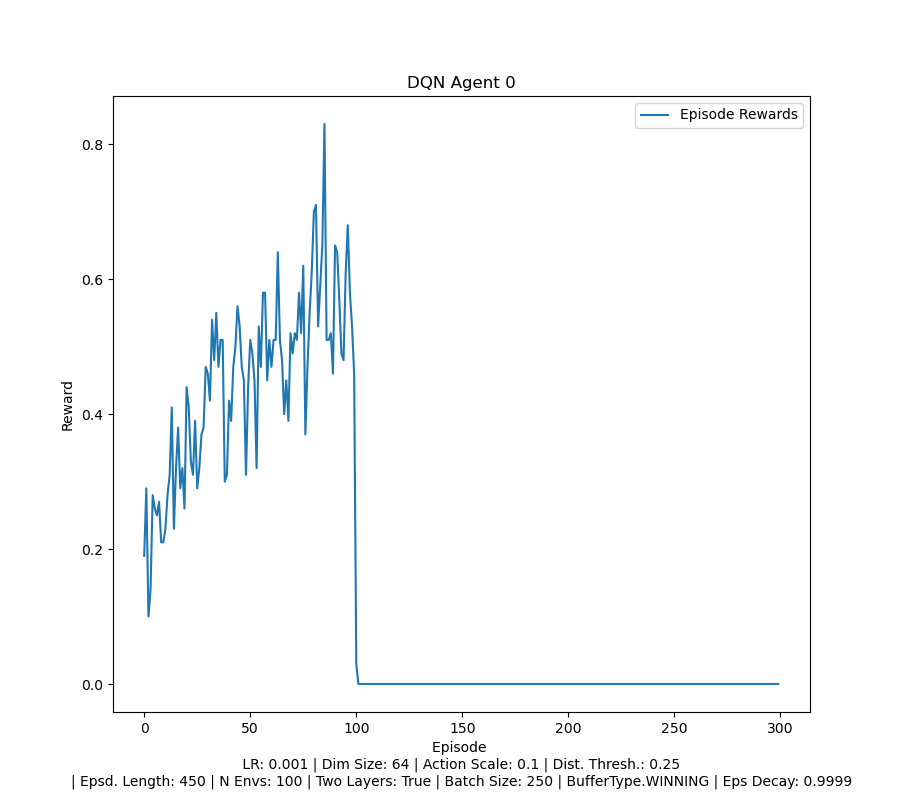 DQN Agent 0
Episode Rewards
0.8
0.6
0.4
0.2
0.0
Reward
0 50 100 150 200 250 300
Episode
LR: 0.001 | Dim Size: 64 | Action Scale: 0.1 | Dist. Thresh.: 0.25
| Epsd. Length: 450 | N Envs: 100 | Two Layers: True | Batch Size: 250 | BufferType.WINNING | Eps Decay: 0.9999